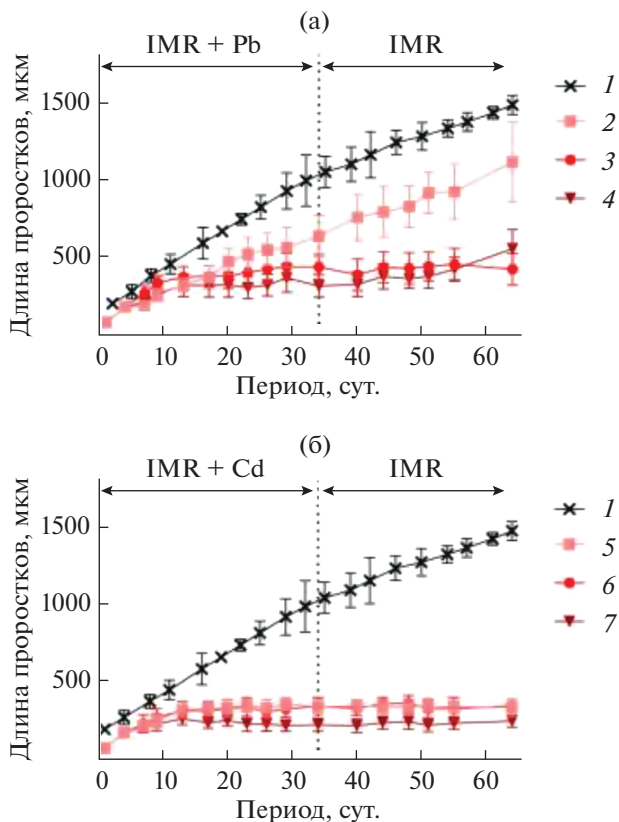 (а)
IMR + Pb
IMR
Длина проростков, мкм
1500
1000
500
0
10
20
30
40
50
60
Период, сут.
1
2
3
4
(б)
IMR + Cd
IMR
Длина проростков, мкм
1500
1000
500
0
10
20
30
40
50
60
Период, сут.
1
5
6
7